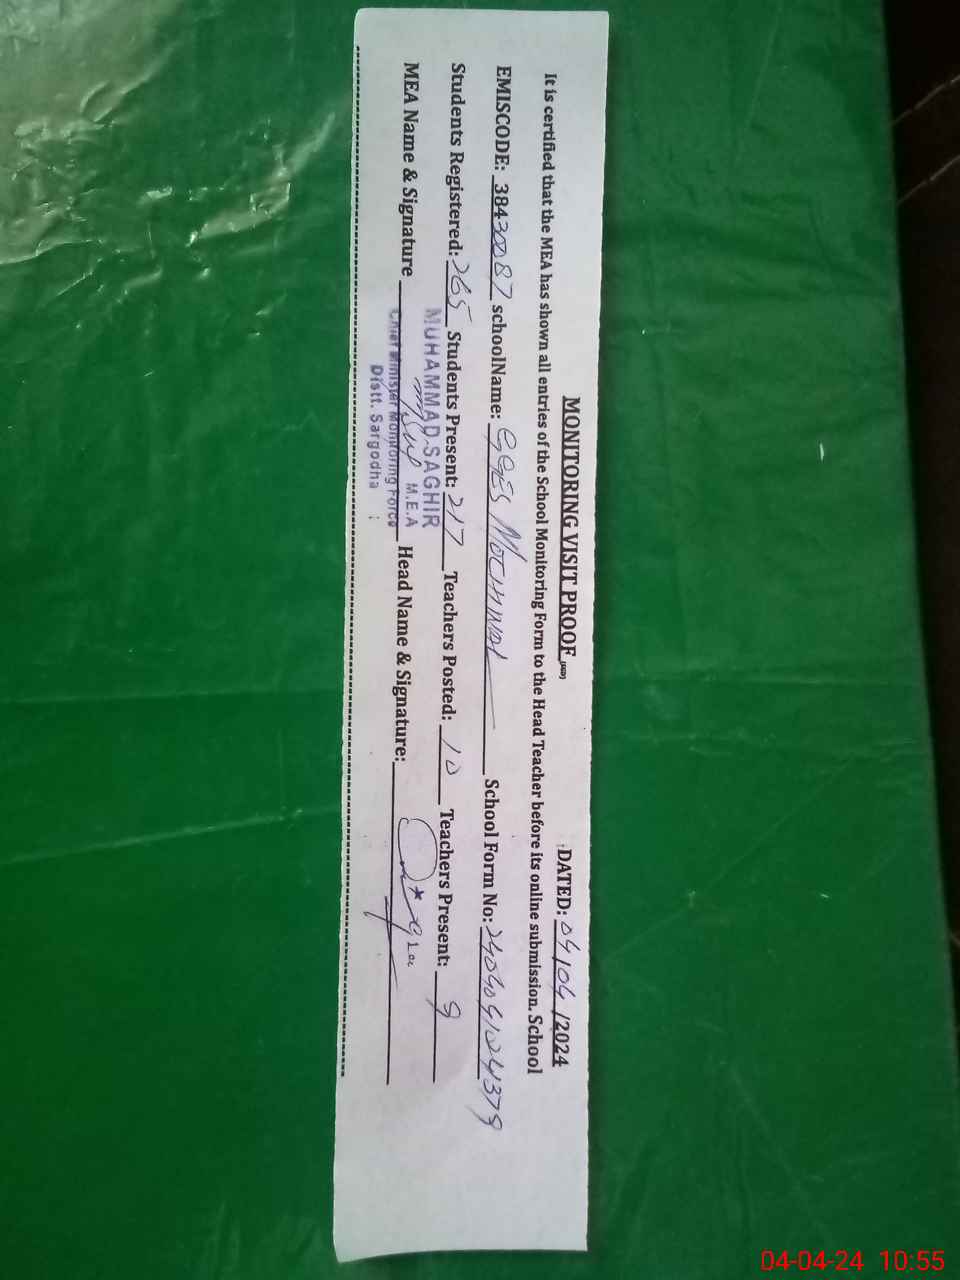 MONITORING VISIT PROOF (AED) DATED: 04/04/2024
It is certified that the MEA has shown all entries of the School Monitoring Form to the Head Teacher before its online submission. School
EMISCODE: 38430087 schoolName: GGES Mochiwal School Form No: 2404041024379
Students Registered: 265 Students Present: 217 Teachers Posted: 10 Teachers Present: 9
MEA Name & Signature Head Name & Signature:
MUHAMMAD SAGHIR
M.E.A
Chief Minister Monitoring Force
Distt. Sargodha
04-04-24 10:55